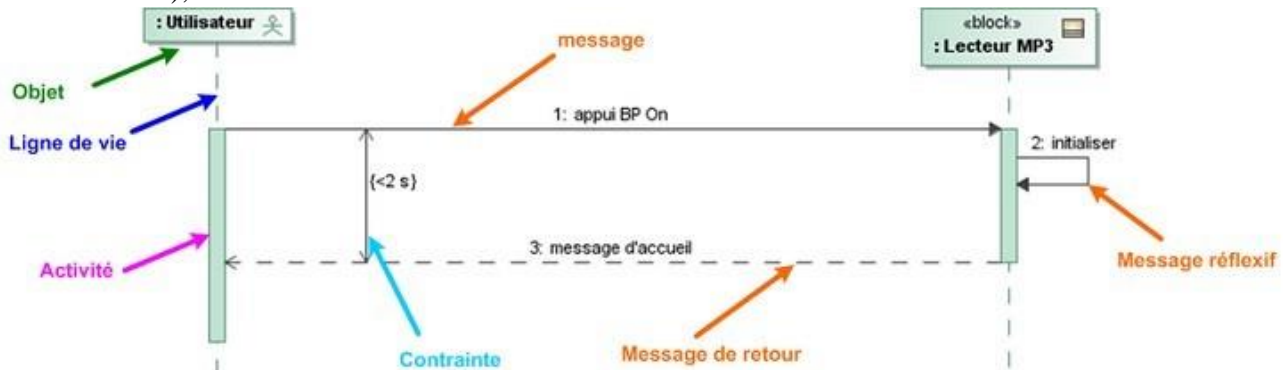 : Utilisateur
«block»
: Lecteur MP3
message
Objet
Ligne de vie
1: appui BP On
2: initialiser
{<2 s}
3: message d'accueil
Activité
Message réflexif
Contrainte
Message de retour